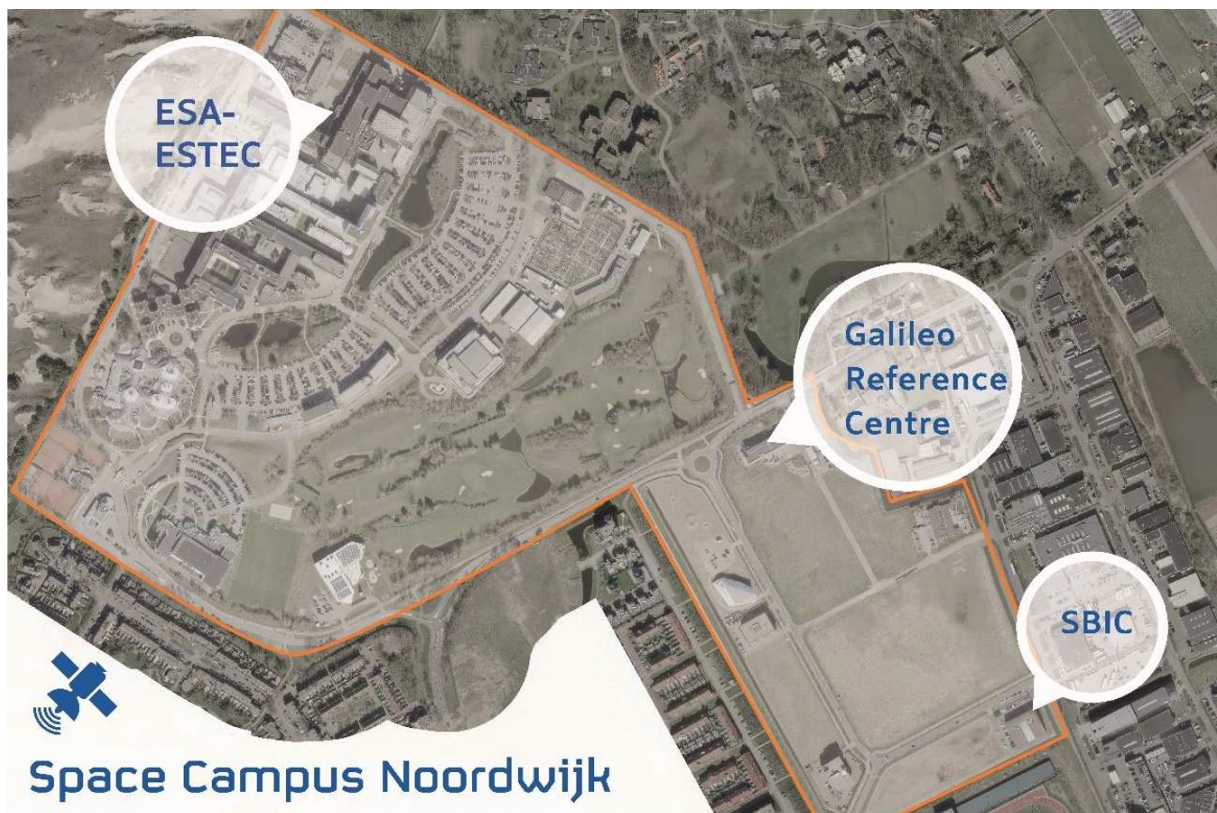 ESA-
ESTEC
Galileo
Reference
Centre
SBIC
Space Campus Noordwijk